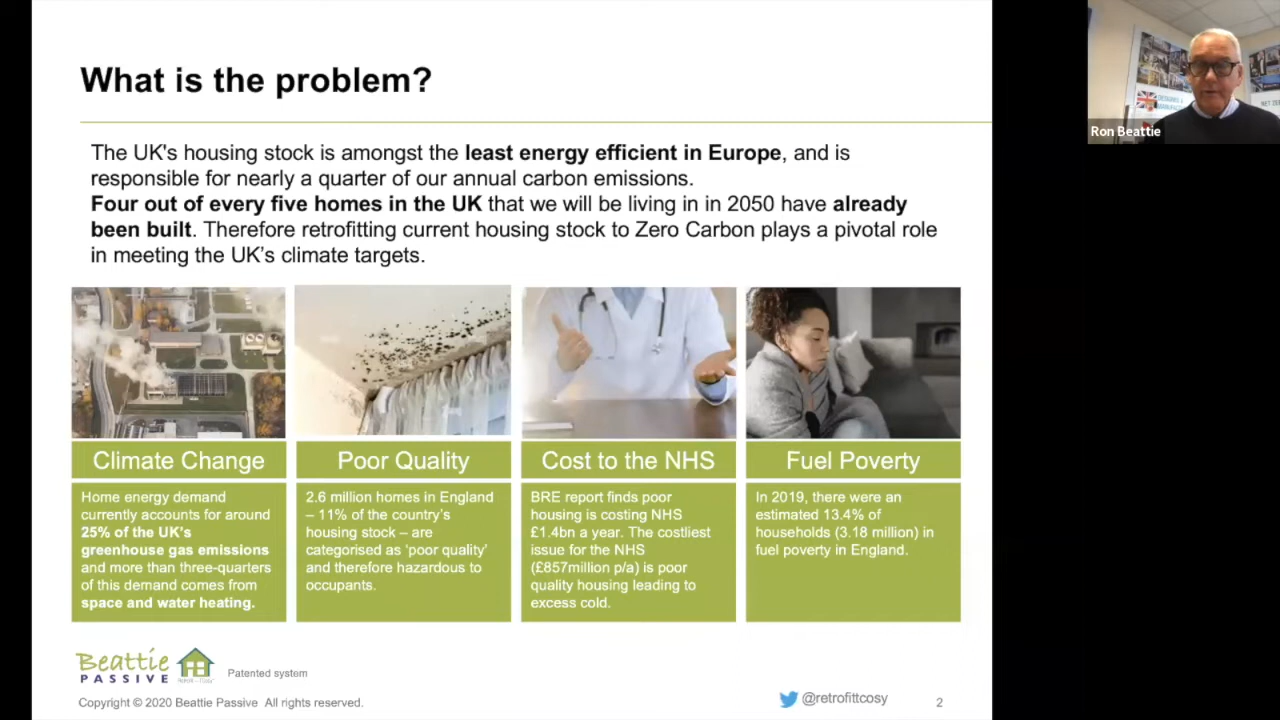 What is the problem?
The UK's housing stock is amongst the least energy efficient in Europe, and is
responsible for nearly a quarter of our annual carbon emissions.
Four out of every five homes in the UK that we will be living in in 2050 have already
been built. Therefore retrofitting current housing stock to Zero Carbon plays a pivotal role
in meeting the UK's climate targets.
Climate Change
Home energy demand
currently accounts for around
25% of the UK's
greenhouse gas emissions
and more than three-quarters
of this demand comes from
space and water heating.
Poor Quality
2.6 million homes in England
– 11% of the country's
housing stock – are
categorised as 'poor quality'
and therefore hazardous to
occupants.
Cost to the NHS
BRE report finds poor
housing is costing NHS
£1.4bn a year. The costliest
issue for the NHS
(£857million p/a) is poor
quality housing leading to
excess cold.
Fuel Poverty
In 2019, there were an
estimated 13.4% of
households (3.18 million) in
fuel poverty in England.
Beattie
PASSIVE
Patented system
Copyright © 2020 Beattie Passive All rights reserved.
@retrofittcosy
2
Ron Beattie